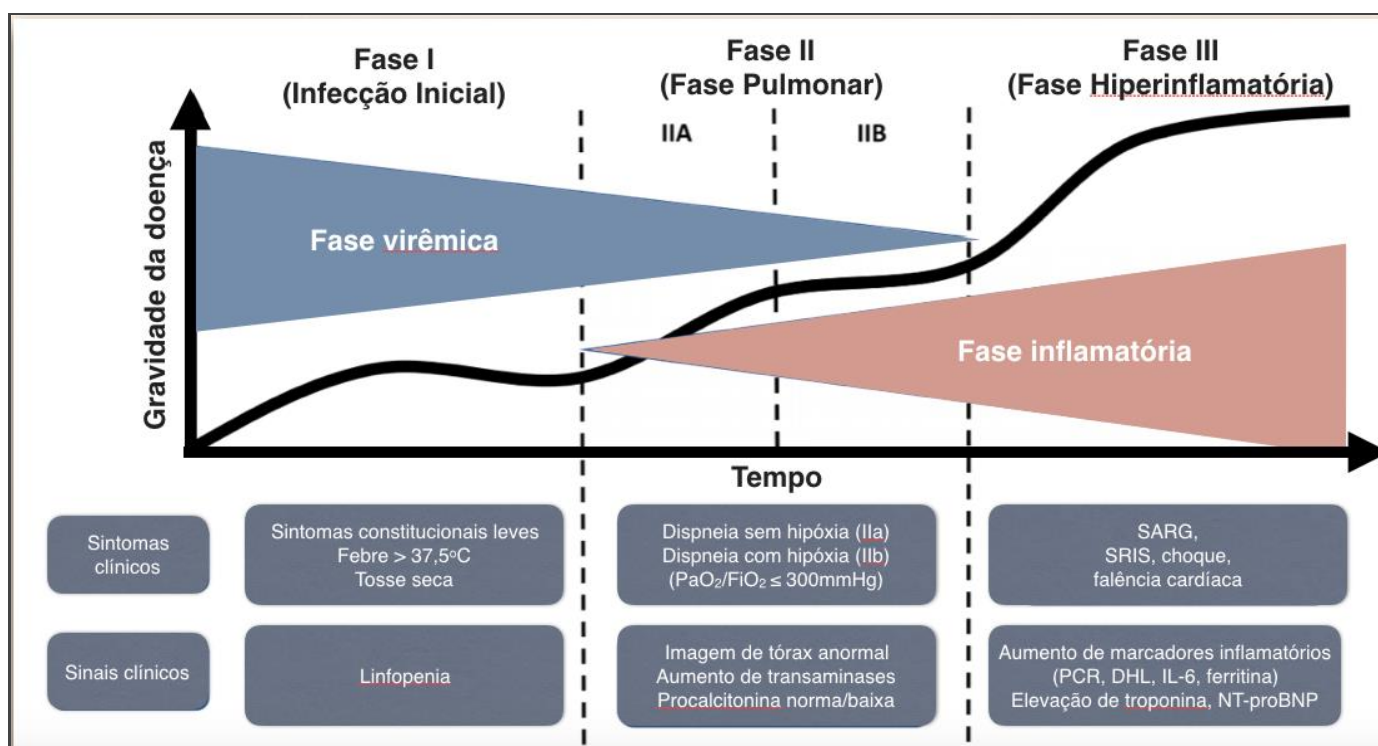 Fase I
(Infecção Inicial)
Fase II
(Fase Pulmonar)
Fase III
(Fase Hiperinflamatória)
IIA
IIB
Gravidade da doença
Fase virêmica
Fase inflamatória
Tempo
Sintomas
clínicos
Sintomas constitucionais leves
Febre > 37,5ºC
Tosse seca
Dispneia sem hipóxia (IIa)
Dispneia com hipóxia (IIb)
(PaO₂/FiO₂ ≤ 300mmHg)
SARG,
SRIS, choque,
falência cardíaca
Sinais clínicos
Linfopenia
Imagem de tórax anormal
Aumento de transaminases
Procalcitonina norma/baixa
Aumento de marcadores inflamatórios
(PCR, DHL, IL-6, ferritina)
Elevação de troponina, NT-proBNP